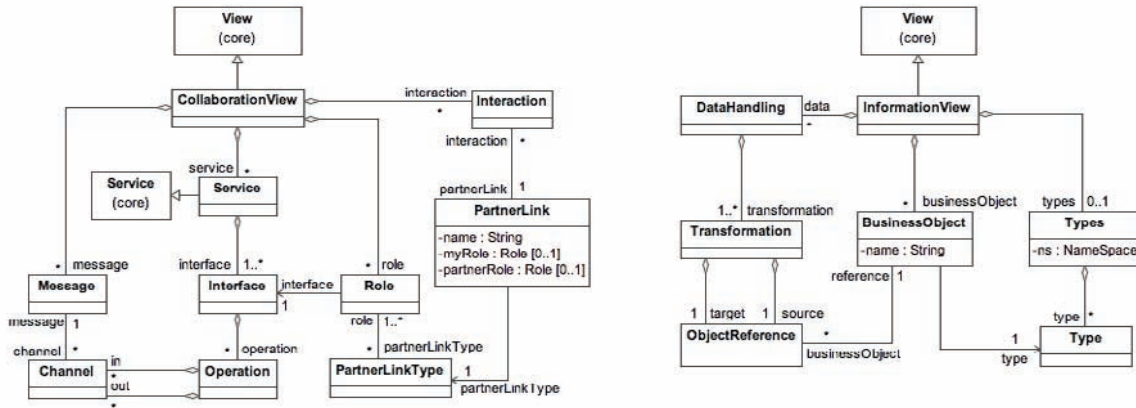 View
(core)
CollaborationView
interaction
*
Interaction
interaction *
service *
Service
(core)
Service
partnerLink 1
PartnerLink
-name : String
-myRole : Role [0..1]
-partnerRole : Role [0..1]
* message
interface 1..*
* role
Message
Interface
interface
1
Role
message 1
role 1..*
channel *
in
*
* operation
* partnerLinkType
Channel
out
*
Operation
PartnerLinkType
1
partnerLinkType
View
(core)
DataHandling
data
*
InformationView
1..* transformation
* businessObject
types 0..1
Transformation
BusinessObject
-name : String
Types
-ns : NameSpace
reference 1
1 target
1 source
type *
ObjectReference
*
businessObject
1
type
Type